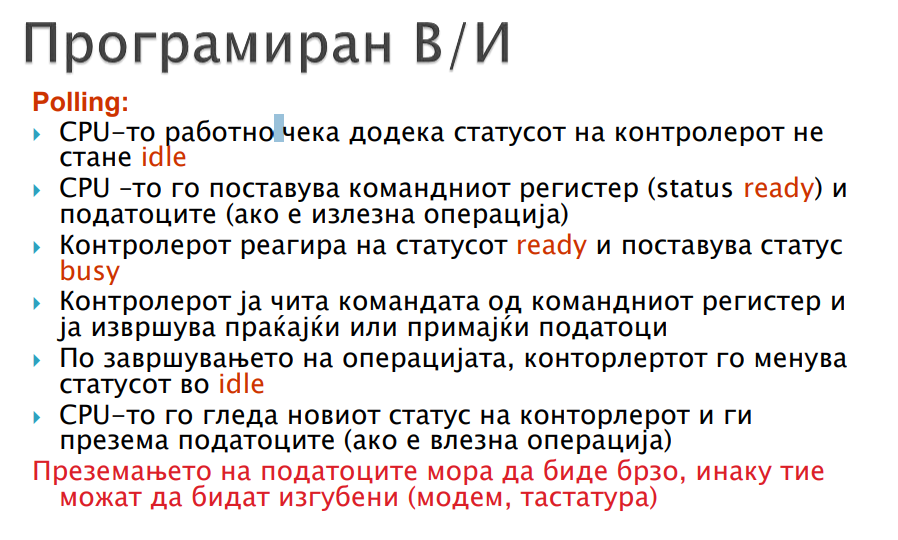 Програмиран В/И
Polling:
CPU-то работно чека додека статусот на контролерот не
стане idle
CPU -то го поставува командниот регистер (status ready) и
податоците (ако е излезна операција)
Контролерот реагира на статусот ready и поставува статус
busy
Контролерот ја чита командата од командниот регистер и
ја извршува праќајќи или примајќи податоци
По завршувањето на операцијата, конторлертот го менува
статусот во idle
CPU-то го гледа новиот статус на конторлерот и ги
презема податоците (ако е влезна операција)
Преземањето на податоците мора да биде брзо, инаку тие
можат да бидат изгубени (модем, тастатура)